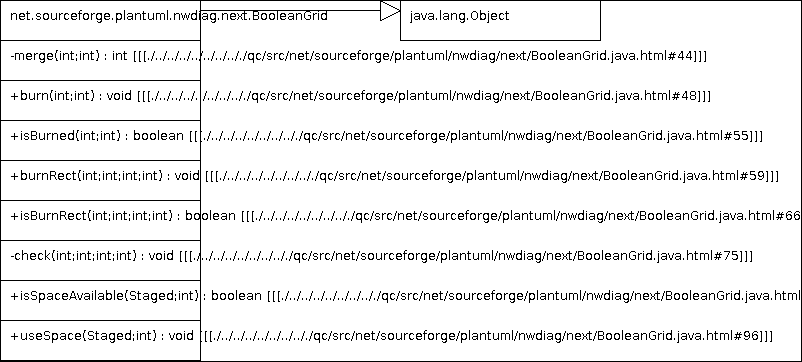 net.sourceforge.plantuml.nwdiag.next.BooleanGrid
java.lang.Object
-merge(int;int) : int [[[./../../../../../../../qc/src/net/sourceforge/plantuml/nwdiag/next/BooleanGrid.java.html#44]]]
+burn(int;int) : void [[[./../../../../../../../qc/src/net/sourceforge/plantuml/nwdiag/next/BooleanGrid.java.html#48]]]
+isBurned(int;int) : boolean [[[./../../../../../../../qc/src/net/sourceforge/plantuml/nwdiag/next/BooleanGrid.java.html#55]]]
+burnRect(int;int;int;int) : void [[[./../../../../../../../qc/src/net/sourceforge/plantuml/nwdiag/next/BooleanGrid.java.html#59]]]
+isBurnRect(int;int;int;int) : boolean [[[./../../../../../../../qc/src/net/sourceforge/plantuml/nwdiag/next/BooleanGrid.java.html#66
-check(int;int;int;int) : void [[[./../../../../../../../qc/src/net/sourceforge/plantuml/nwdiag/next/BooleanGrid.java.html#75]]]
+isSpaceAvailable(Staged;int) : boolean [[[./../../../../../../../qc/src/net/sourceforge/plantuml/nwdiag/next/BooleanGrid.java.html
+useSpace(Staged;int) : void [[[./../../../../../../../qc/src/net/sourceforge/plantuml/nwdiag/next/BooleanGrid.java.html#96]]]